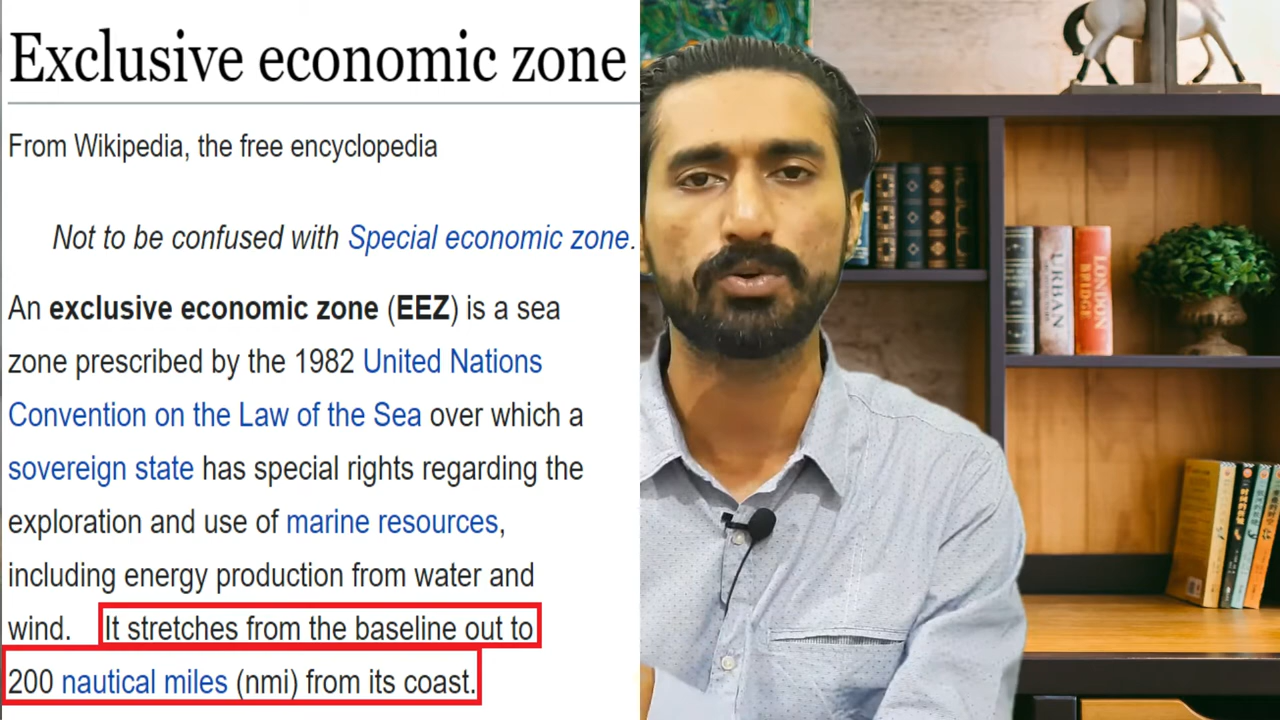 Exclusive economic zone
From Wikipedia, the free encyclopedia
Not to be confused with Special economic zone.
An exclusive economic zone (EEZ) is a sea
zone prescribed by the 1982 United Nations
Convention on the Law of the Sea over which a
sovereign state has special rights regarding the
exploration and use of marine resources,
including energy production from water and
wind. It stretches from the baseline out to
200 nautical miles (nmi) from its coast.
URBAN
LONDON
BRIDGE